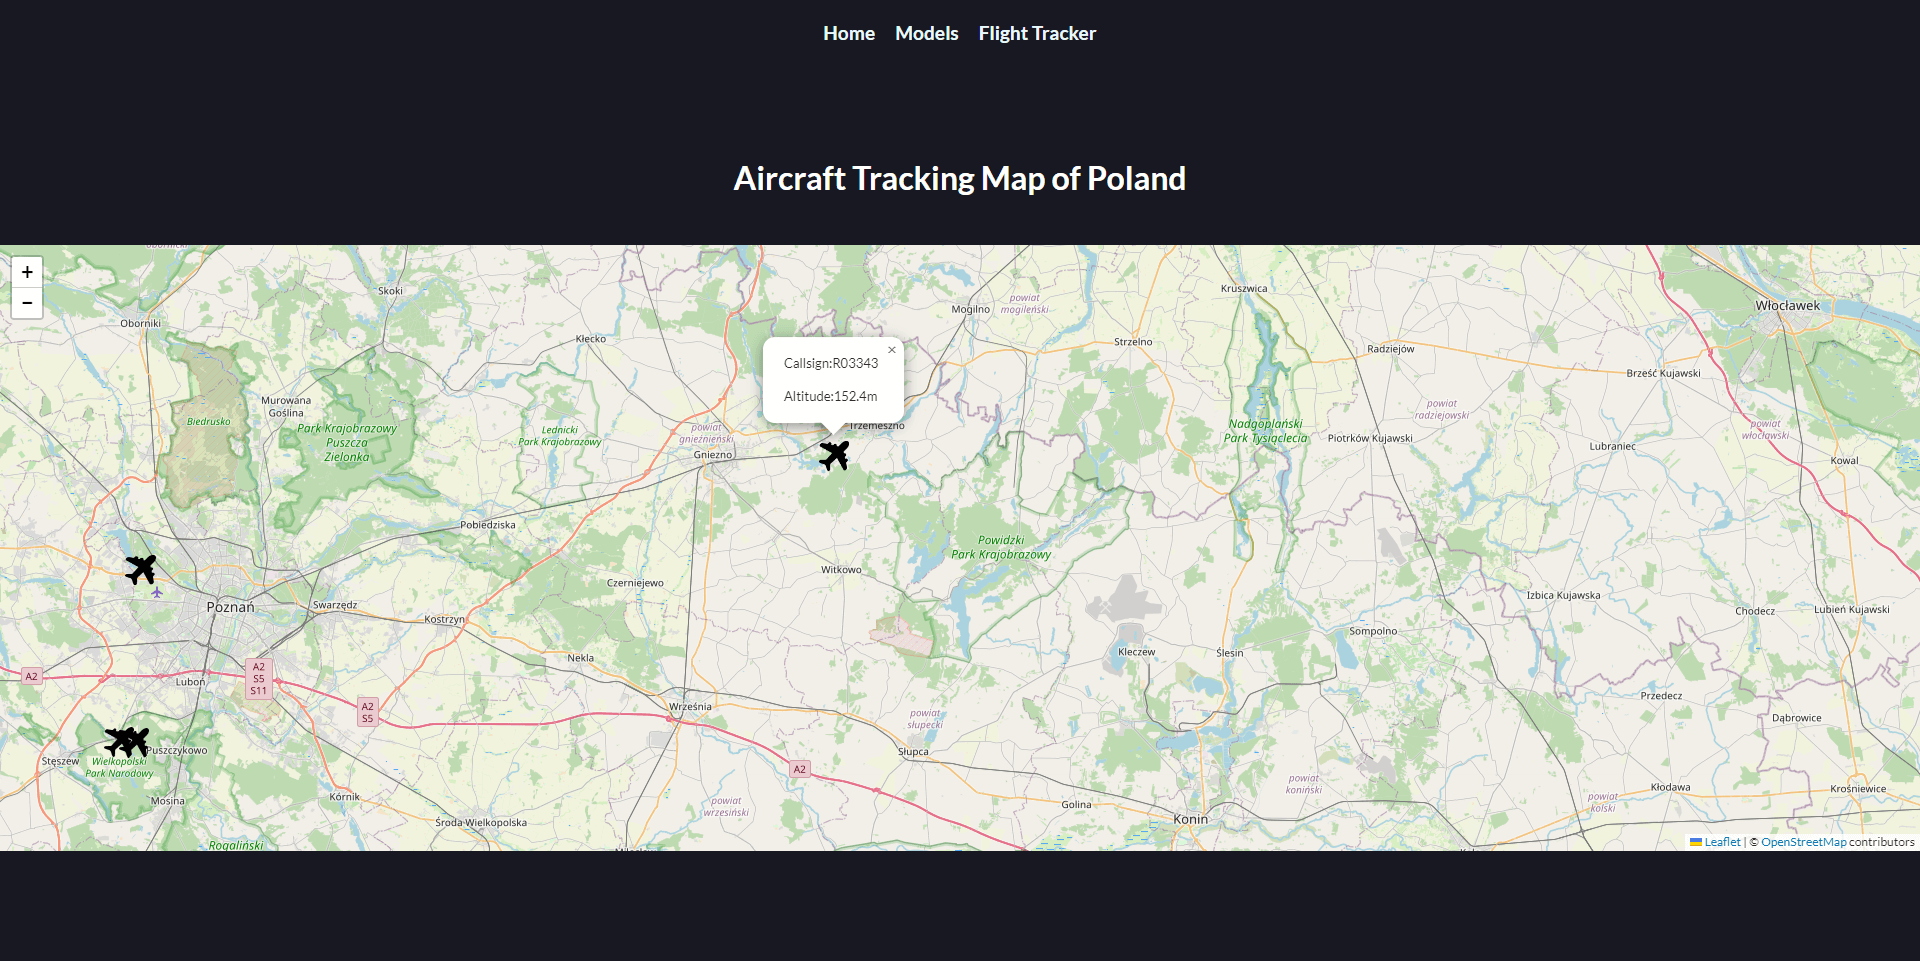 Home Models Flight Tracker
Aircraft Tracking Map of Poland
+
−
Oborniki
Skoki
Kłecko
Murowana
Goślina
Biedrusko
Park Krajobrazowy
Puszcza
Zielonka
Lednicki
Park Krajobrazowy
powiat
gnieźnieński
Gniezno
×
Callsign:R03343
Altitude:152.4m
Trzemeszno
Mogilno
powiat
mogileński
Strzelno
Kruszwica
Radziejów
Włocławek
Brześć Kujawski
powiat
radziejowski
Nadgoplański
Park Tysiąclecia
Piotrków Kujawski
Lubraniec
powiat
włocławski
Kowal
Pobiedziska
Powidzki
Park Krajobrazowy
Witkowo
Czerniejewo
Poznań
Swarzędz
Kostrzyn
Nekla
Izbica Kujawska
Chodecz
Lubień Kujawski
Sompolno
Kleczew
Ślesin
Przedecz
Dąbrowice
A2
Luboń
A2
S5
S11
A2
S5
Września
powiat
słupecki
Słupca
A2
Stęszew
Puszczykowo
Wielkopolski
Park Narodowy
Mosina
Kórnik
Środa Wielkopolska
powiat
wrzesiński
Golina
Konin
powiat
koniński
powiat
kolski
Kłodawa
Krośniewice
Rogaliński
Leaflet | © OpenStreetMap contributors